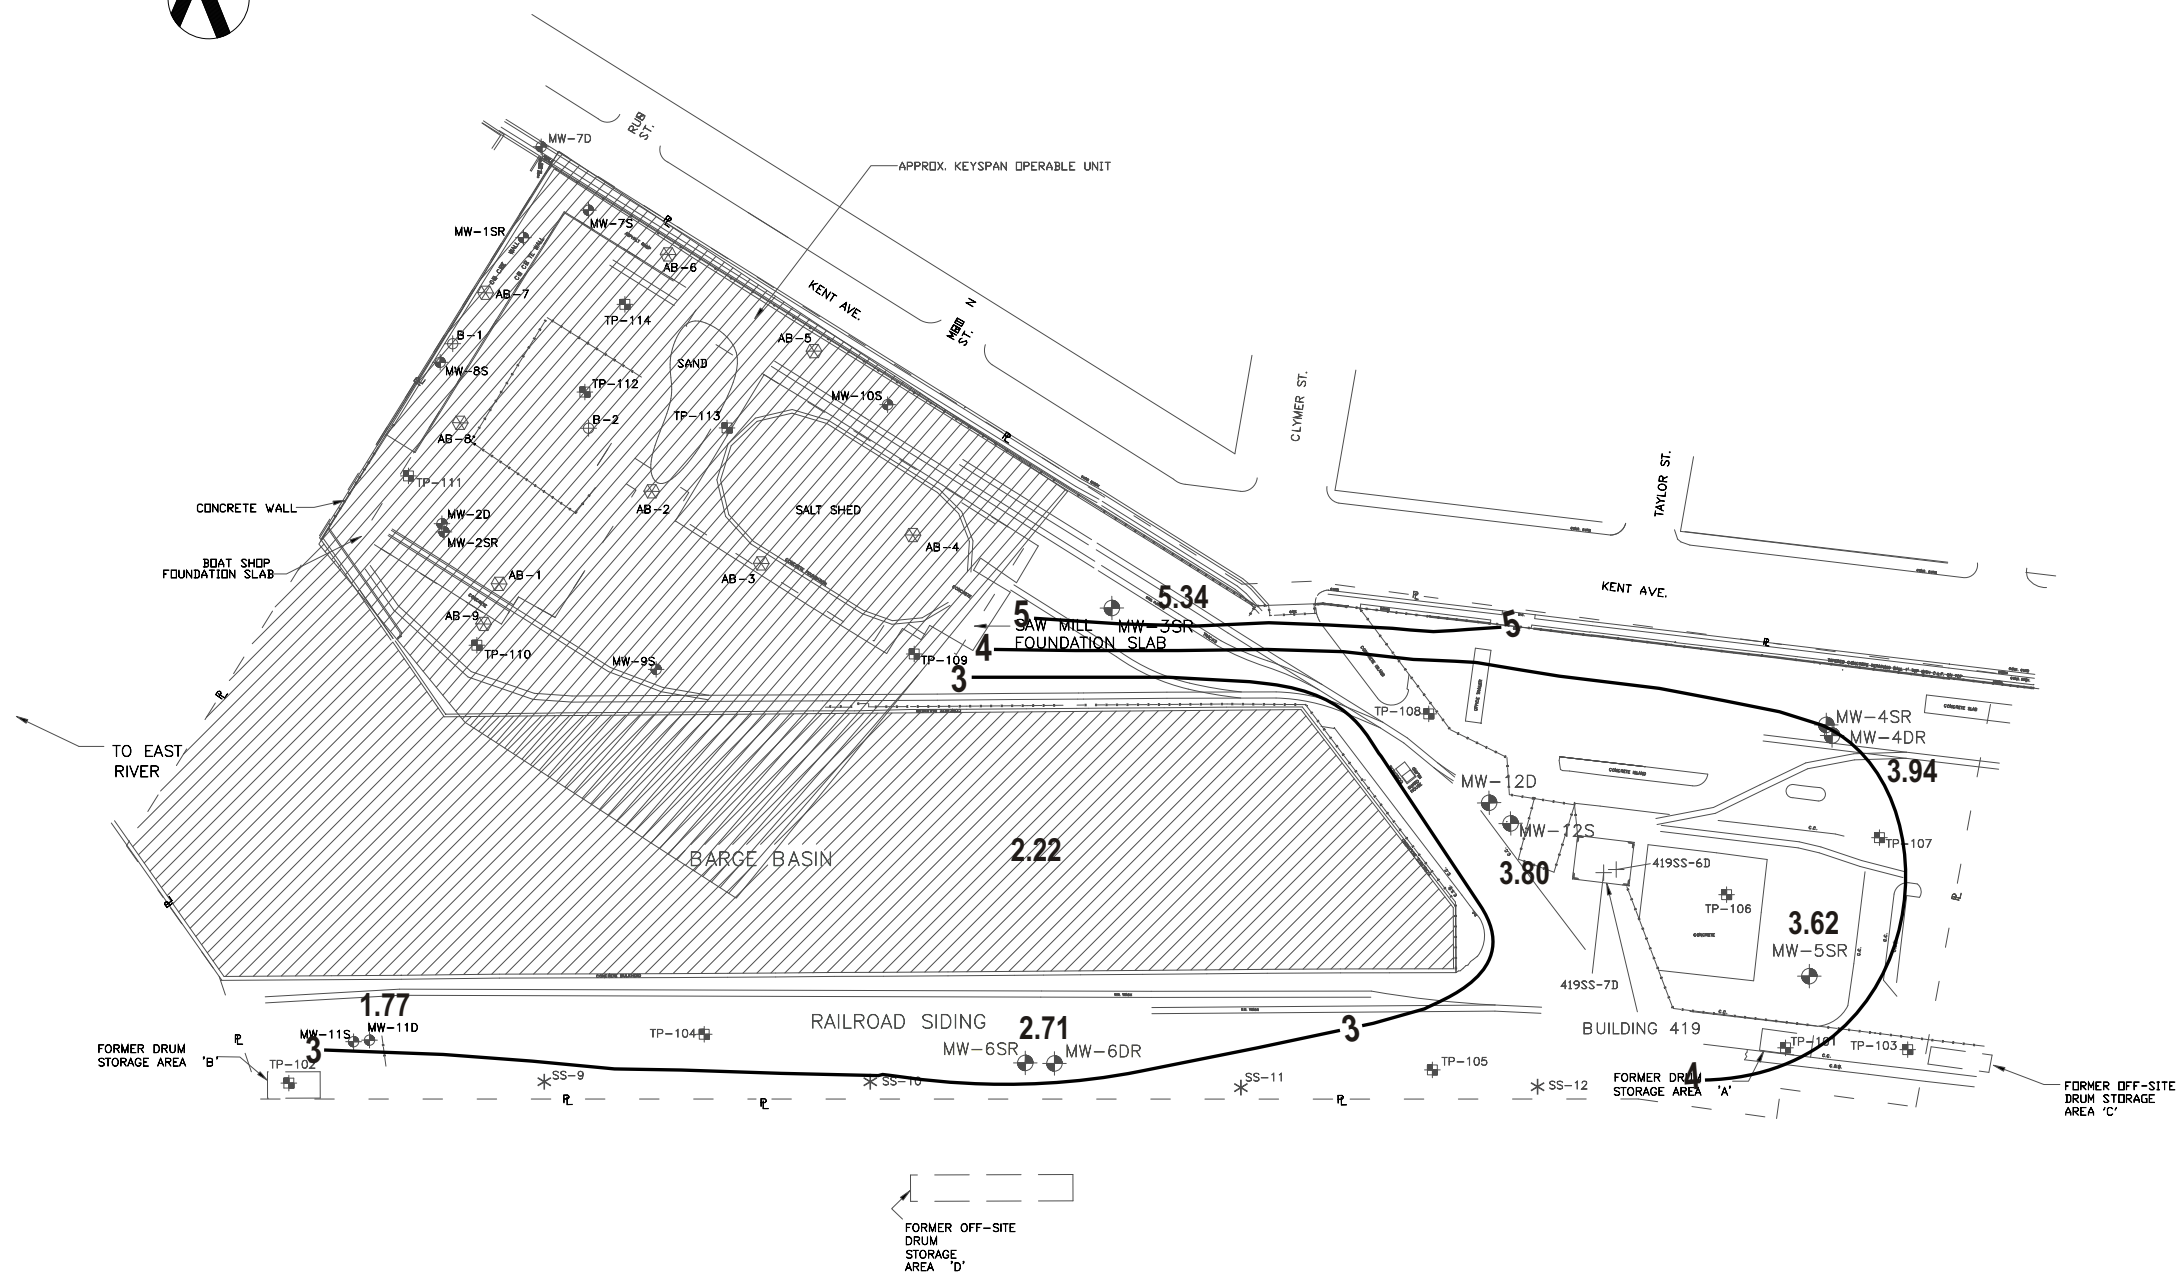 MW-7D
RUS
ST.
APPROX. KEYSPAN OPERABLE UNIT
MW-7S
MW-1SR
AB-6
AB-7
TP-114
KENT AVE.
N
ST.
B-1
MW-8S
AB-5
SAND
TP-112
MW-10S
CLYMER ST.
B-2
TP-113
AB-8
TAYLOR ST.
TP-111
CONCRETE WALL
AB-2
SALT SHED
MW-2D
MW-2SR
AB-4
BOAT SHOP
FOUNDATION SLAB
AB-1
AB-3
KENT AVE.
5.34
AB-9
5
SAW MILL
FOUNDATION SLAB
MW-3SR
5
TP-110
4
MW-9S
TP-109
3
TP-108
MW-4SR
MW-4DR
TO EAST
RIVER
3.94
MW-12D
MW-12S
TP-107
BARGE BASIN
2.22
3.80
419SS-6D
TP-106
3.62
MW-5SR
419SS-7D
1.77
RAILROAD SIDING
2.71
3
BUILDING 419
MW-11S
MW-11D
TP-104
MW-6SR
MW-6DR
3
FORMER DRUM
STORAGE AREA 'B'
TP-102
SS-9
SS-10
SS-11
TP-105
SS-12
TP-101
TP-103
4
FORMER DRUM
STORAGE AREA 'A'
FORMER OFF-SITE
DRUM STORAGE
AREA 'C'
FORMER OFF-SITE
DRUM
STORAGE
AREA 'D'